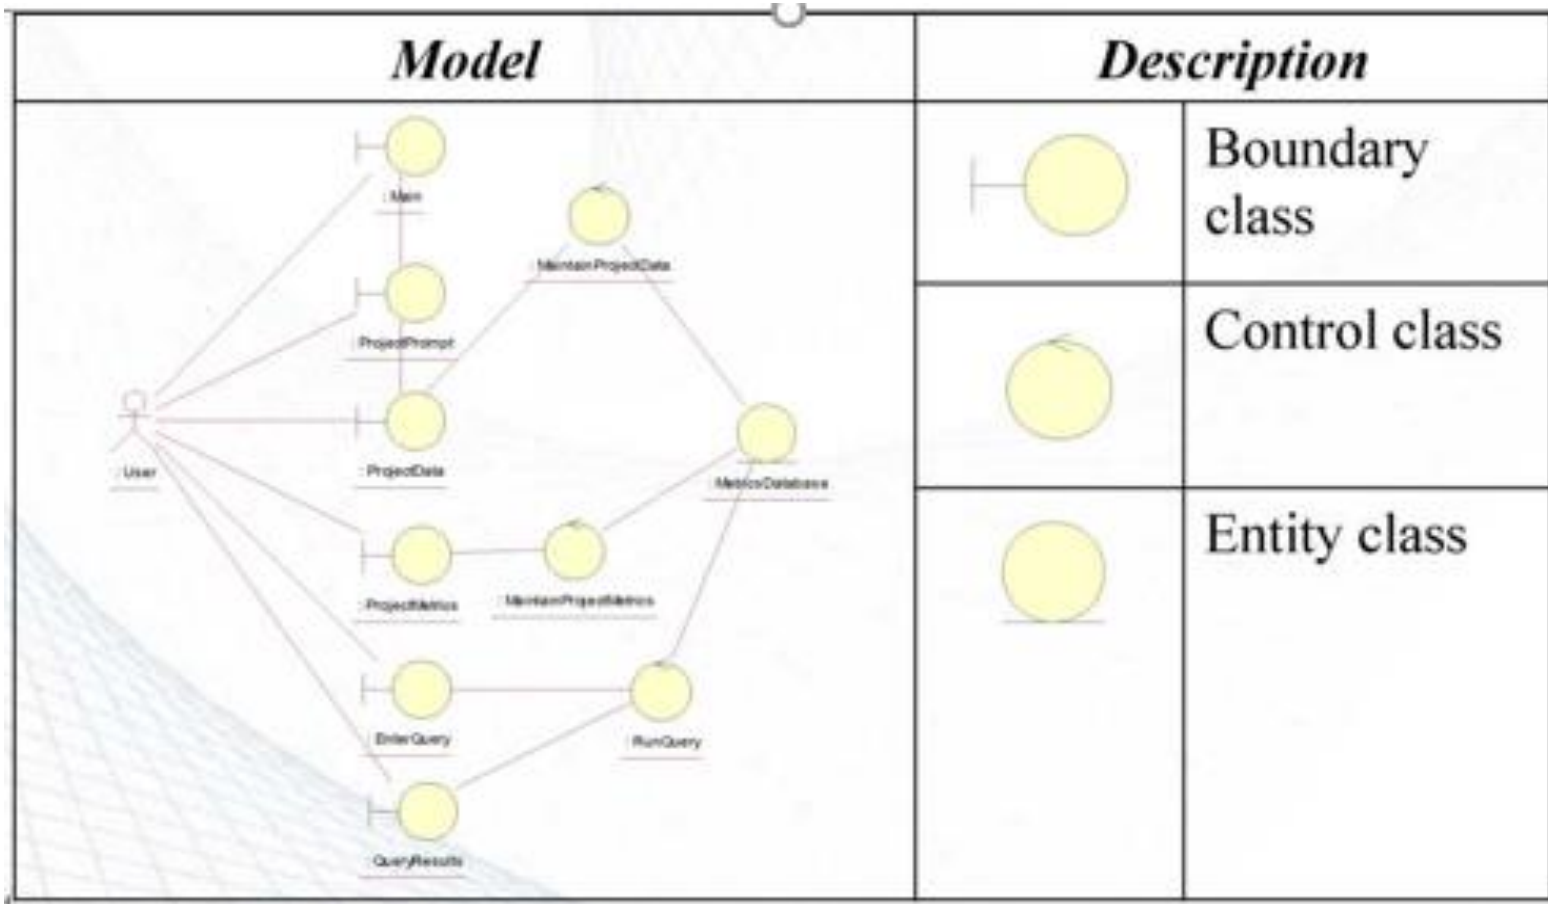 Model
Description
: Main
: MaintainProjectData
: ProjectPrompt
: User
: ProjectData
: MetricsDatabase
: ProjectMetrics
: MaintainProjectMetrics
: EnterQuery
: RunQuery
: QueryResults
Boundary
class
Control class
Entity class